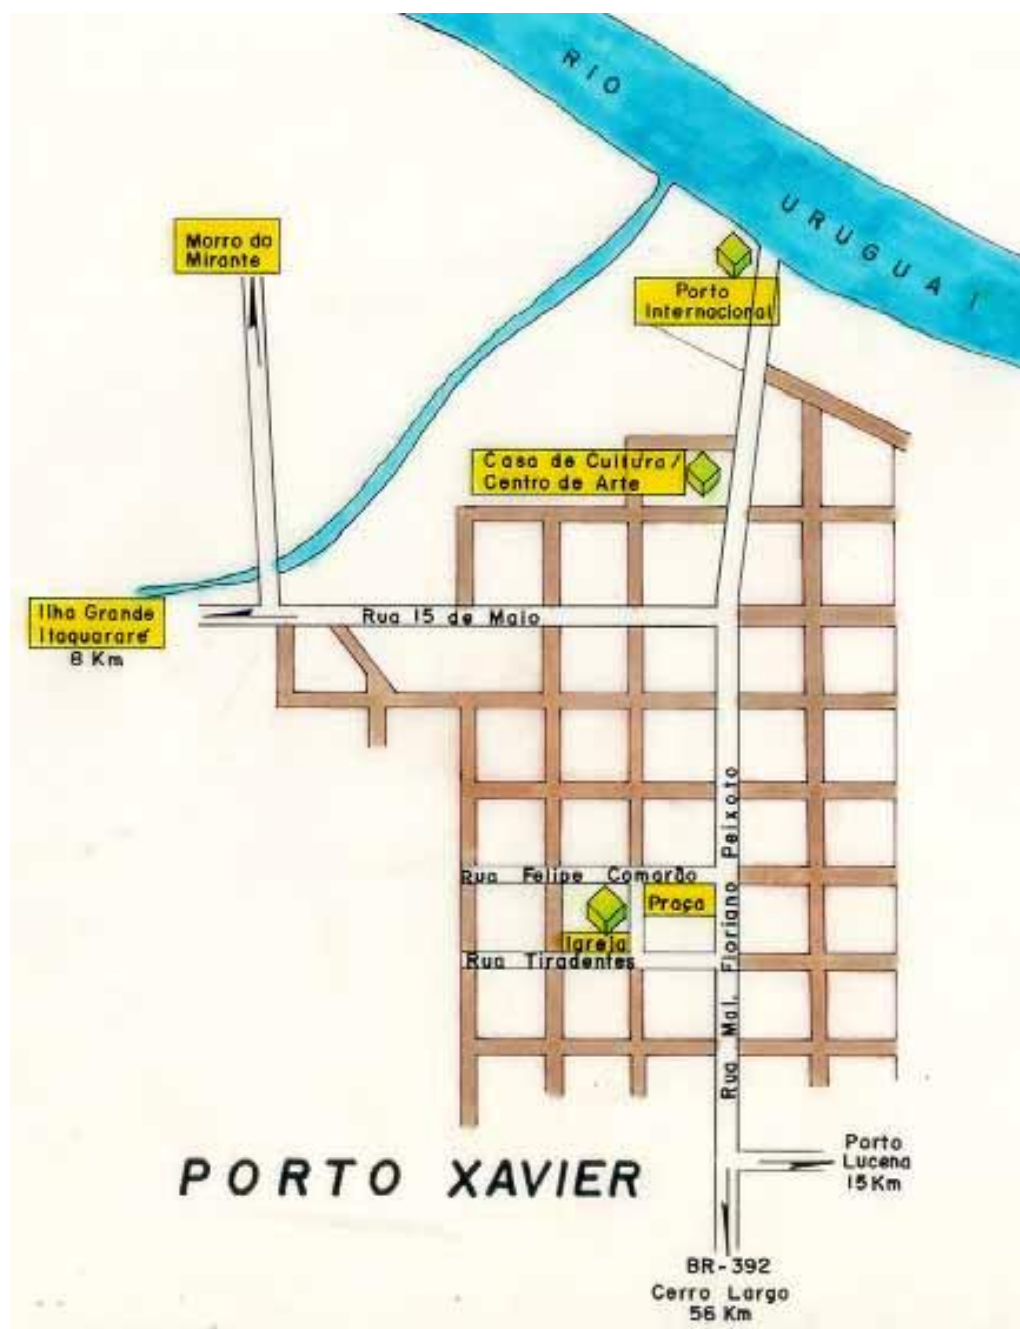 RIO
URUGUAI
Morro do
Mirante
Porto
Internacional
Casa de Cultura/
Centro de Arte
Ilha Grande
Itaquararé
8 Km
Rua 15 de Maio
Rua Mal. Floriano Peixoto
Rua Felipe Comarão
Praça
Igreja
Rua Tiradentes
PORTO XAVIER
Porto
Lucena
15 Km
BR-392
Cerro Largo
56 Km